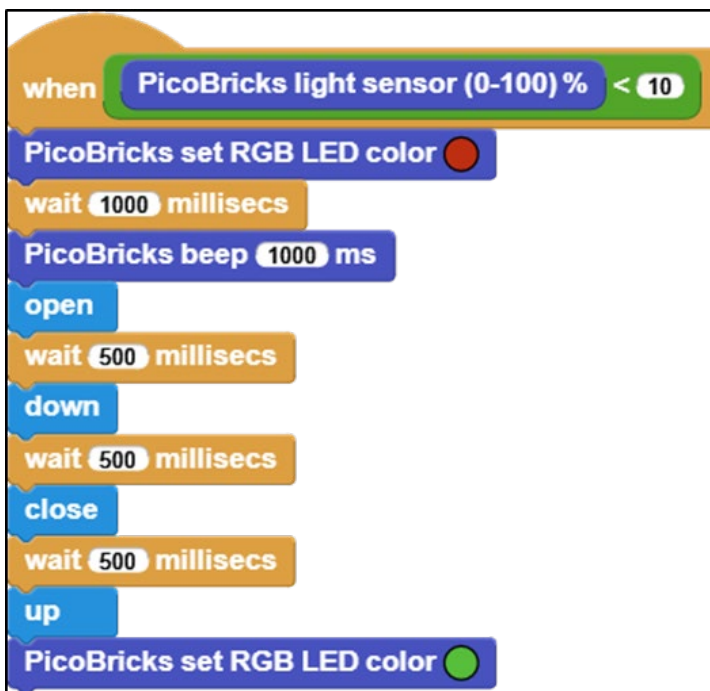 when PicoBricks light sensor (0-100) % < 10
PicoBricks set RGB LED color
wait 1000 millisecs
PicoBricks beep 1000 ms
open
wait 500 millisecs
down
wait 500 millisecs
close
wait 500 millisecs
up
PicoBricks set RGB LED color